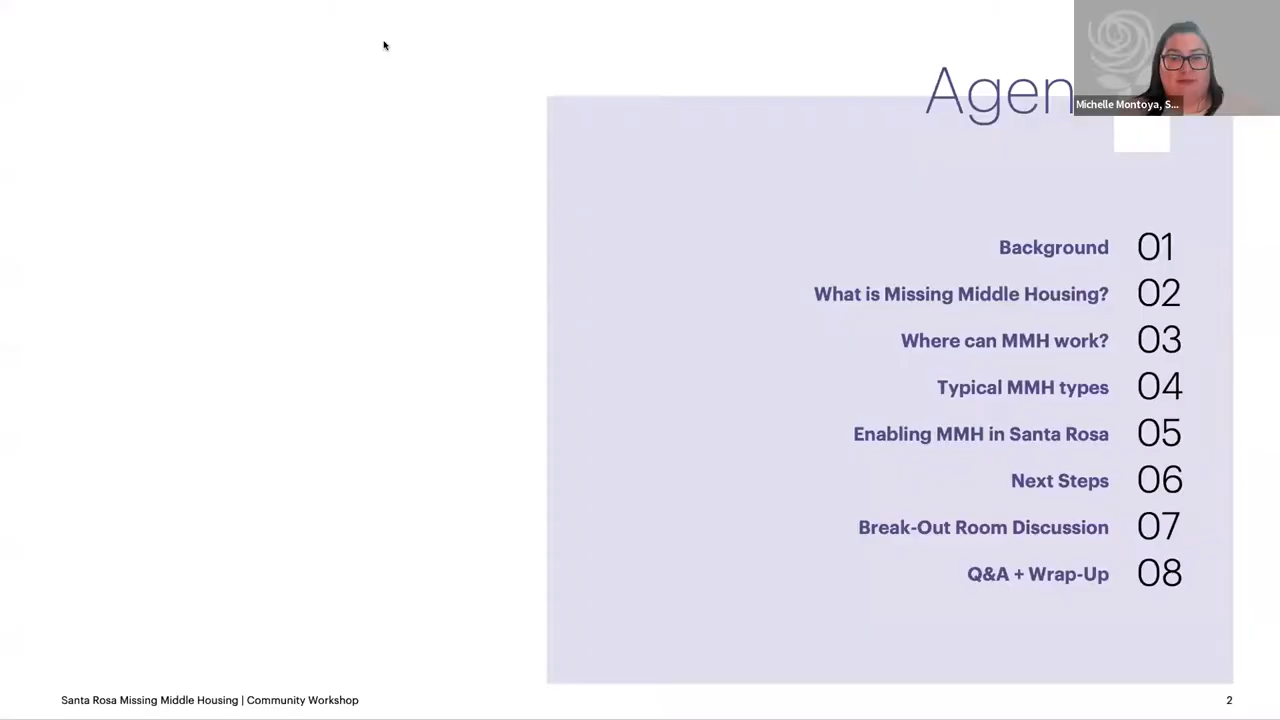 Agen
Michelle Montoya, S...
Background 01
What is Missing Middle Housing? 02
Where can MMH work? 03
Typical MMH types 04
Enabling MMH in Santa Rosa 05
Next Steps 06
Break-Out Room Discussion 07
Q&A + Wrap-Up 08
Santa Rosa Missing Middle Housing | Community Workshop 2